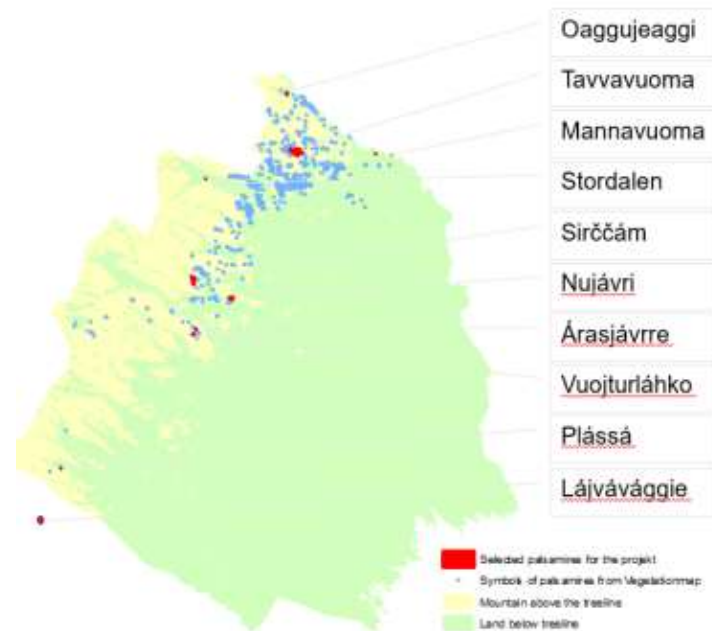 Oaggujeaggi
Tavvavuoma
Mannavuoma
Stordalen
Sirččám
Nujávri
Árasjávrre
Vuojturláhko
Plássá
Lájvávággie
Selected palsamires for the projekt
Symbols of palsamires from Vegetationmap
Mountain above the treeline
Land below treeline